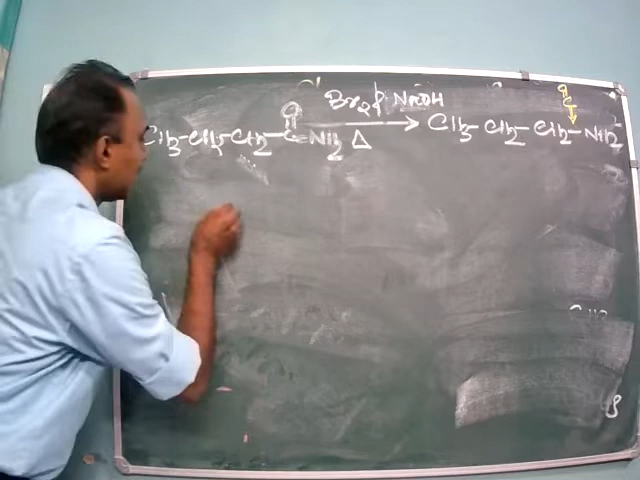 O Br2/NaOH O
CH3-CH2-CH2-C-NH2 Δ → CH3-CH2-CH2-NH2